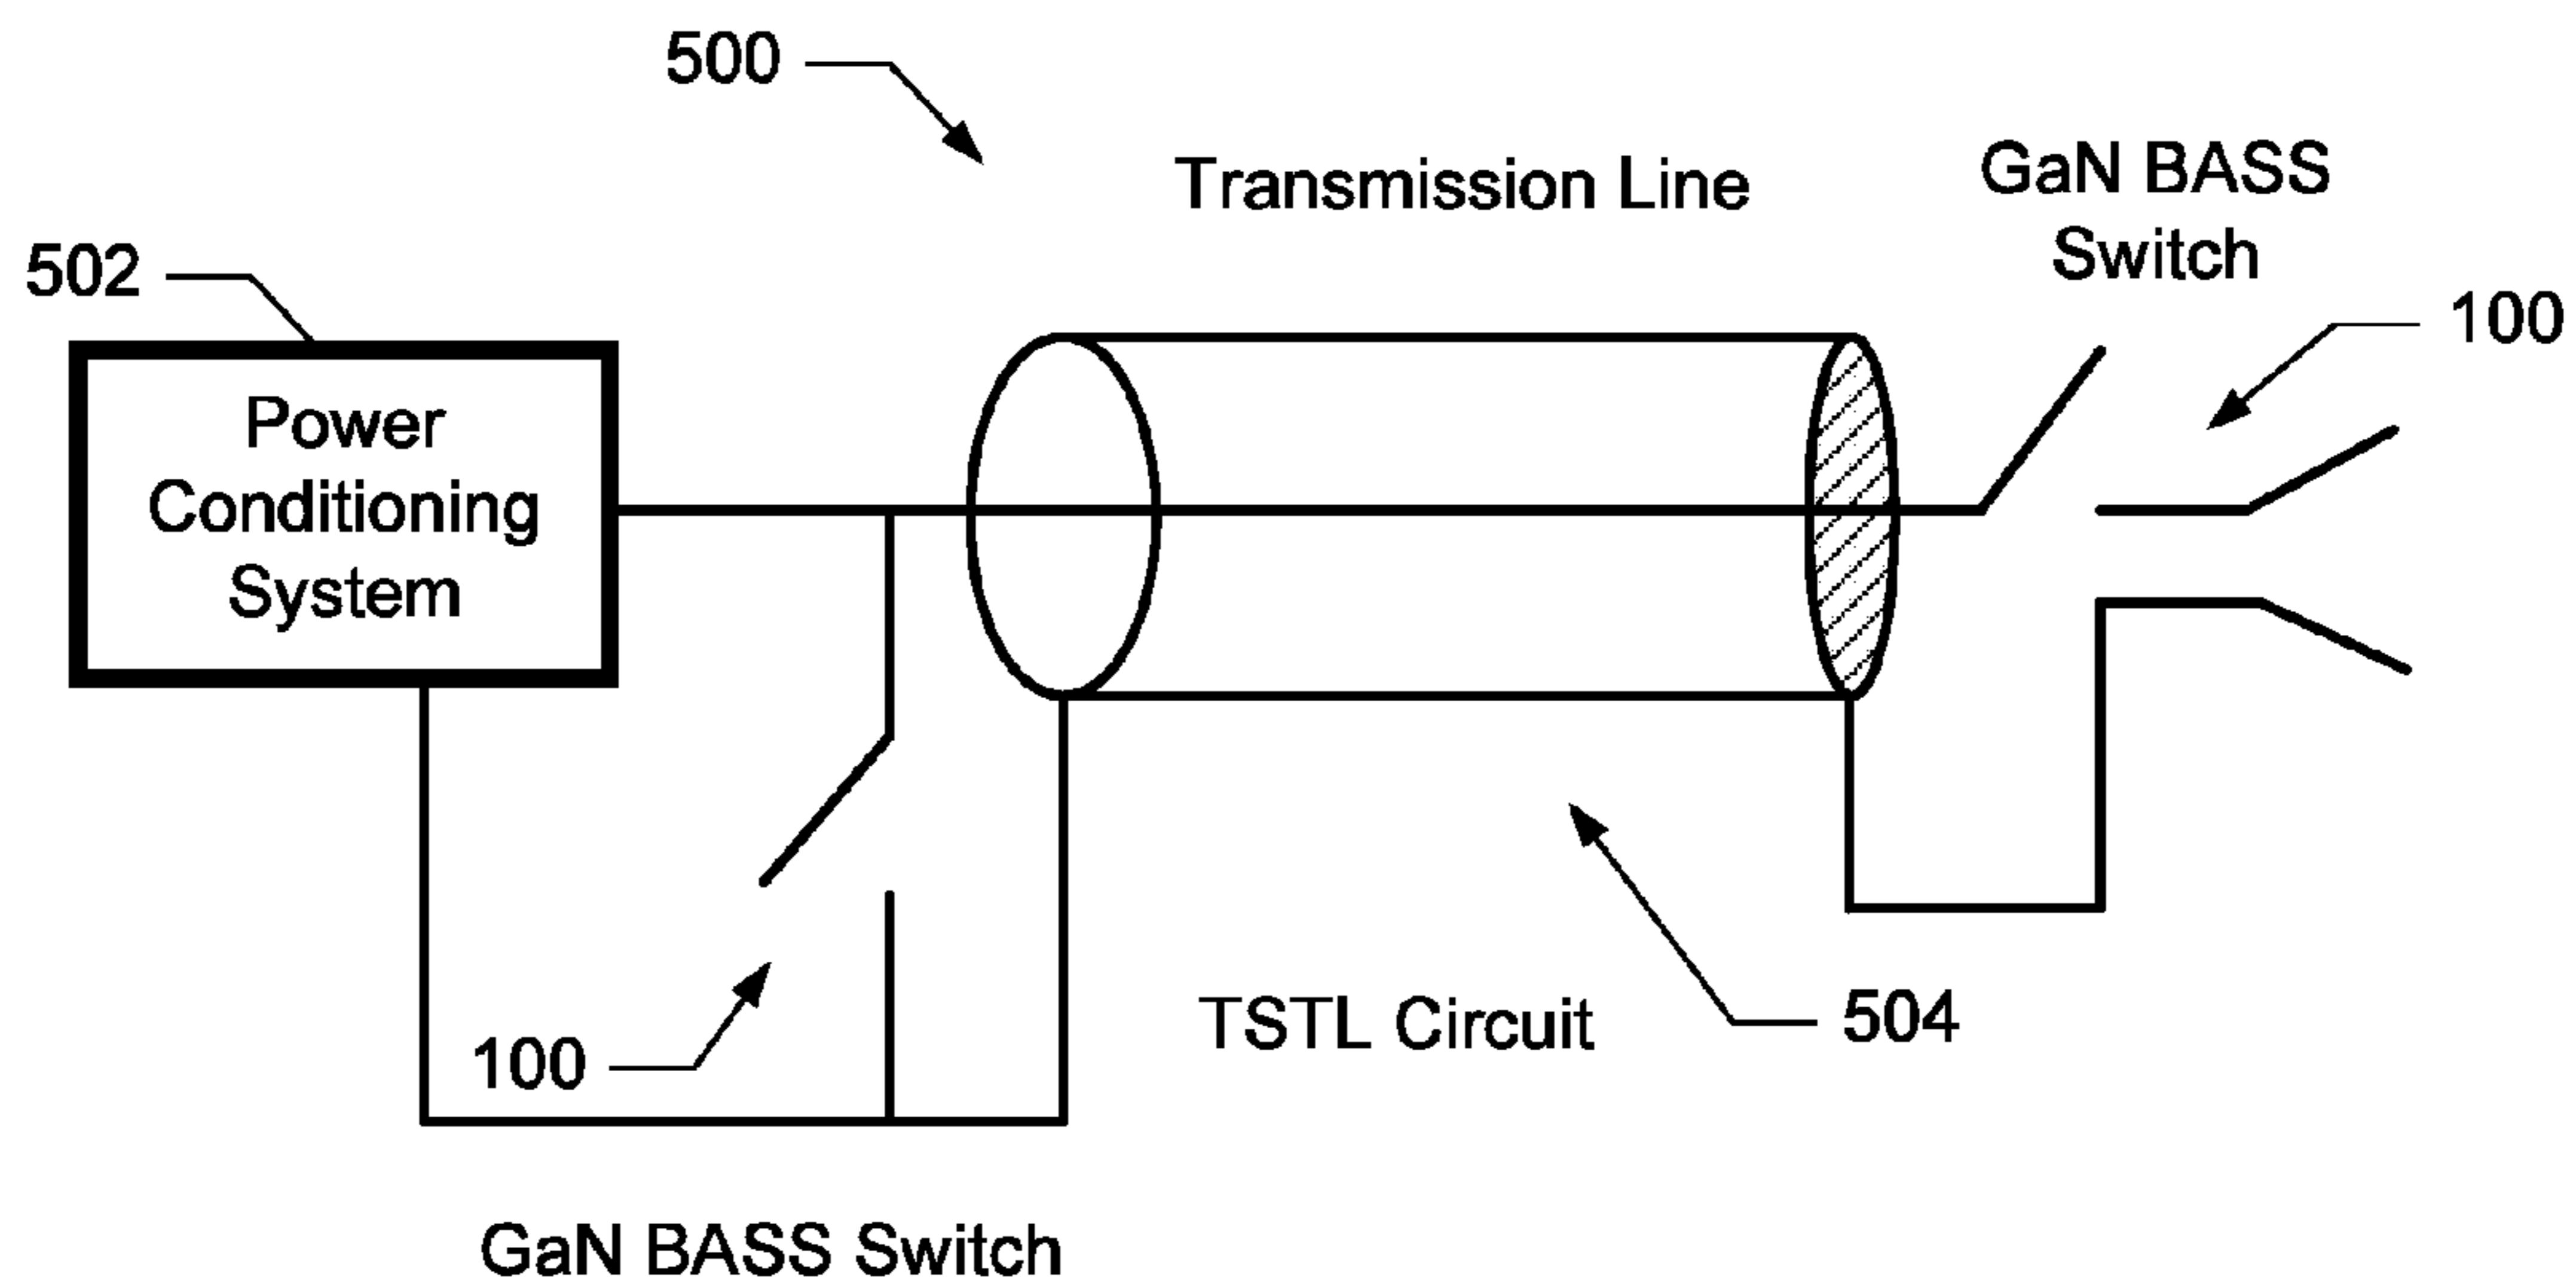 500
Transmission Line
GaN BASS
Switch
502
100
Power
Conditioning
System
100
TSTL Circuit
504
GaN BASS Switch